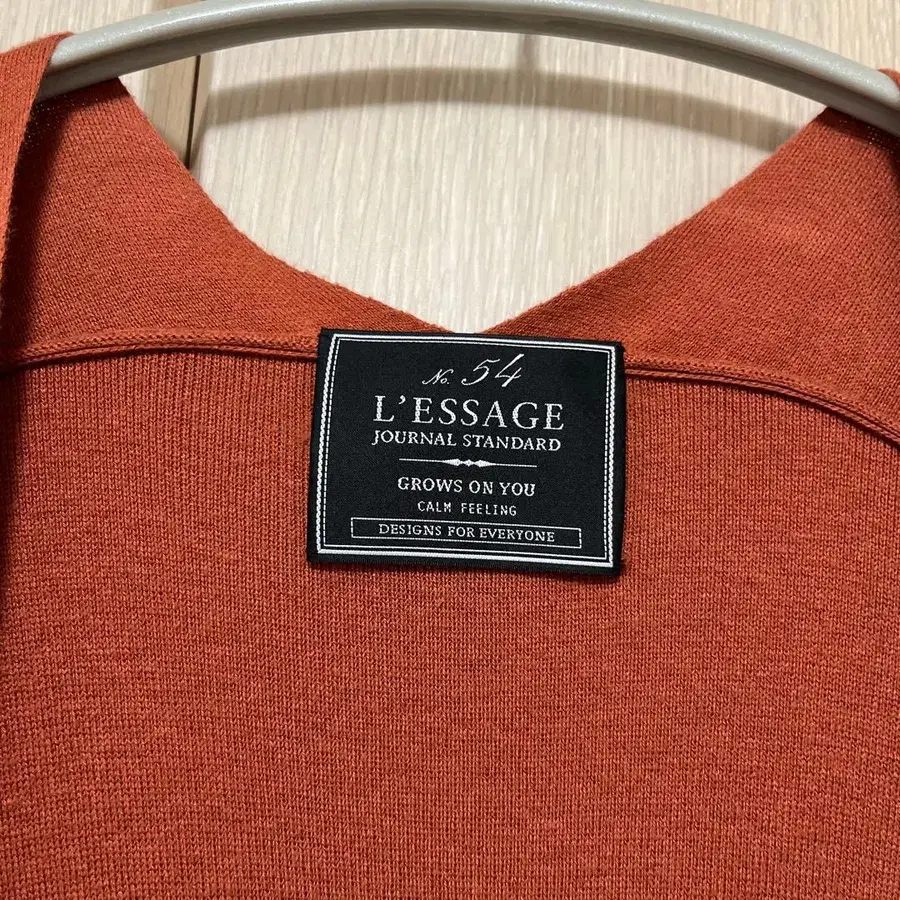 No. 54
L'ESSAGE
JOURNAL STANDARD
GROWS ON YOU
CALM FEELING
DESIGNS FOR EVERYONE